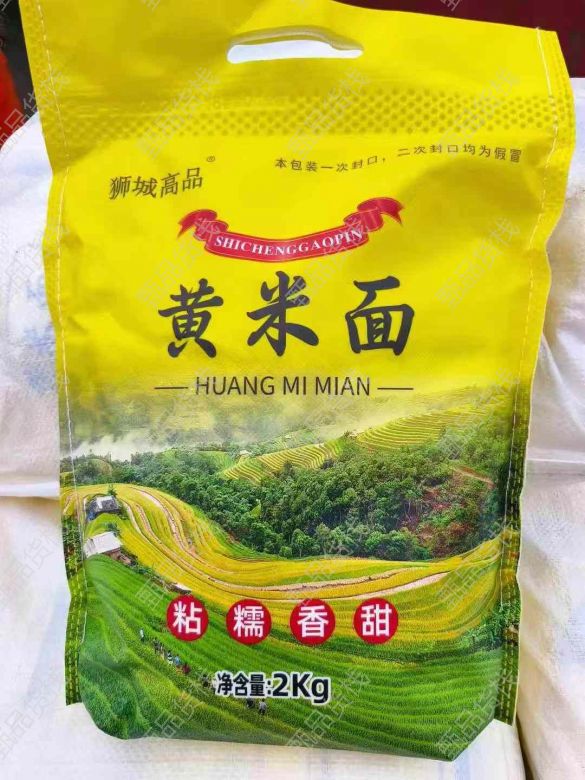 狮城高品®
本包装一次封口，二次封口均为假冒
SHICHENGGAOPIN
黄米面
HUANG MI MIAN
粘糯香甜
净含量:2Kg